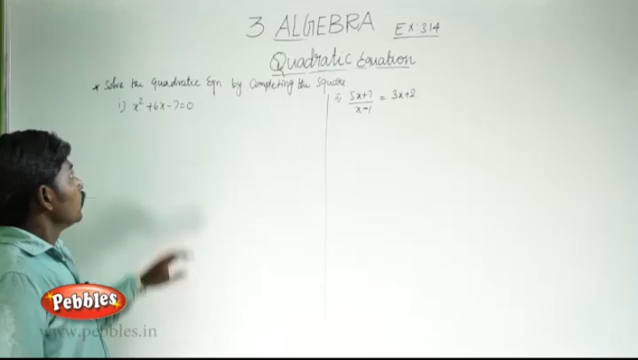 3 ALGEBRA Ex: 3.14
Quadratic Equation
* Solve the Quadratic Eqn by Completing the Square
i) x² + 6x - 7 = 0
ii) (5x+7)/(x-1) = 3x+2
Pebbles
www.pebbles.in